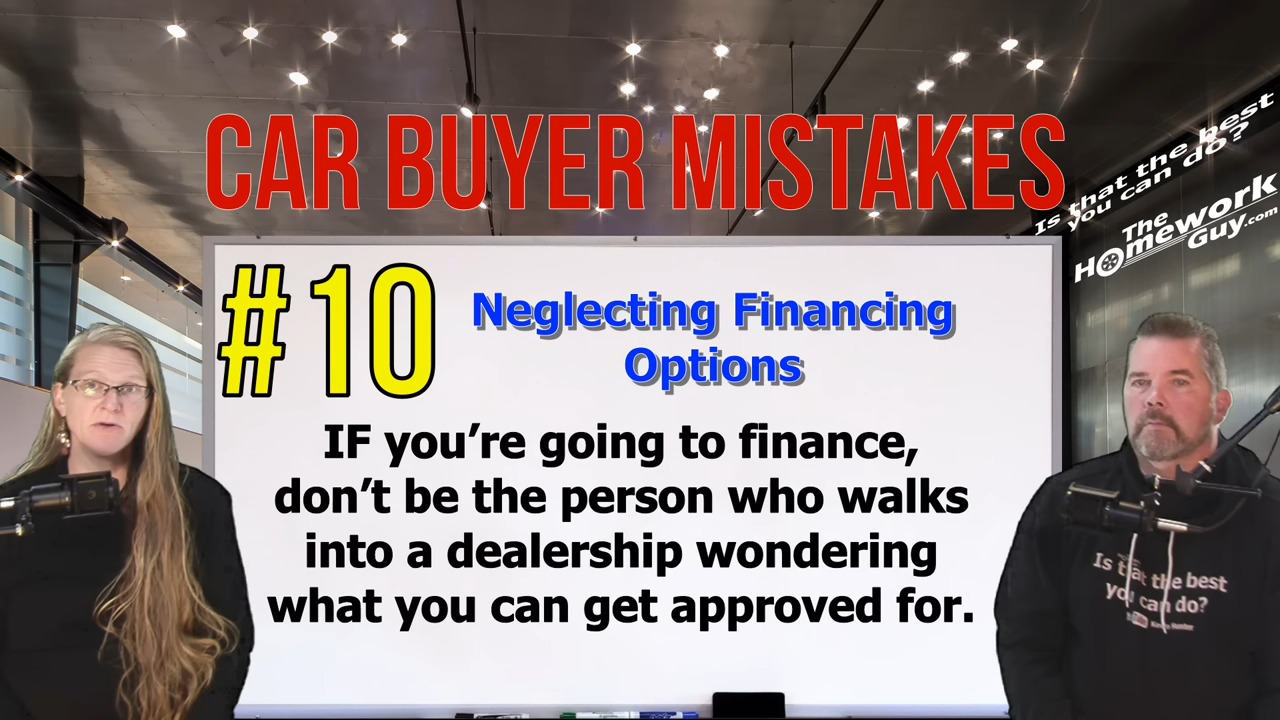 CAR BUYER MISTAKES
Is that the best
you can do?
The
Homework
Guy.com
#10
Neglecting Financing
Options
IF you’re going to finance,
don’t be the person who walks
into a dealership wondering
what you can get approved for.
Is that the best
you can do?